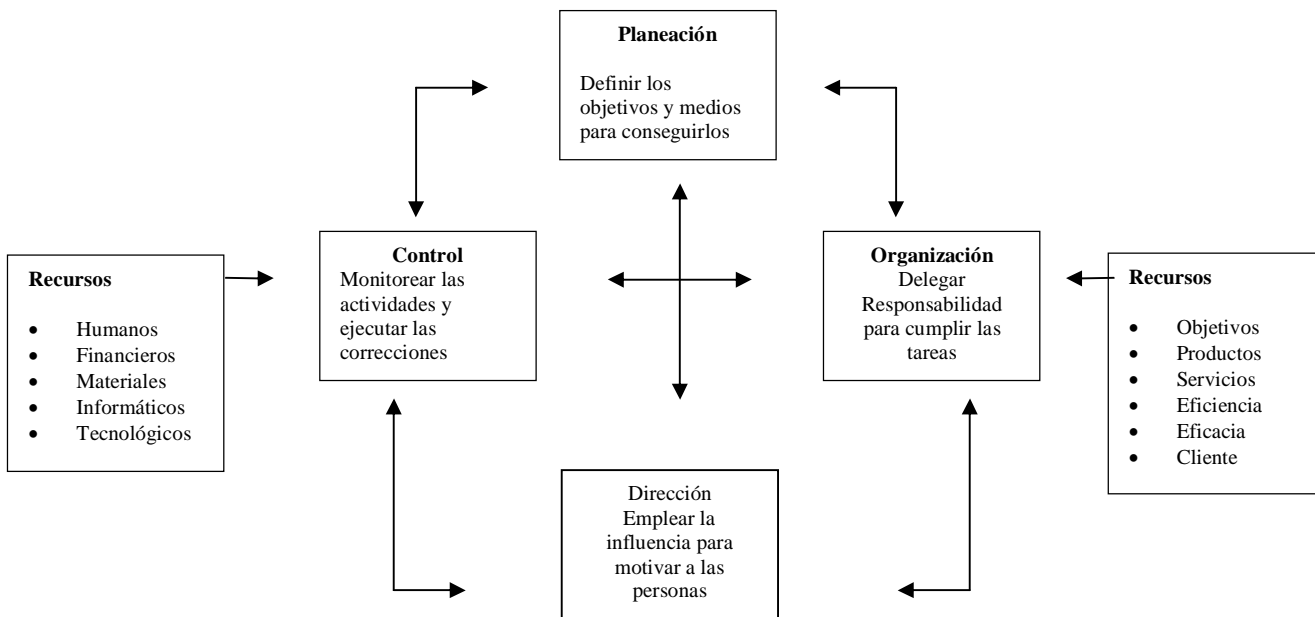 Planeación
Definir los
objetivos y medios
para conseguirlos
Control
Monitorear las
actividades y
ejecutar las
correcciones
Organización
Delegar
Responsabilidad
para cumplir las
tareas
Recursos
• Humanos
• Financieros
• Materiales
• Informáticos
• Tecnológicos
Recursos
• Objetivos
• Productos
• Servicios
• Eficiencia
• Eficacia
• Cliente
Dirección
Emplear la
influencia para
motivar a las
personas